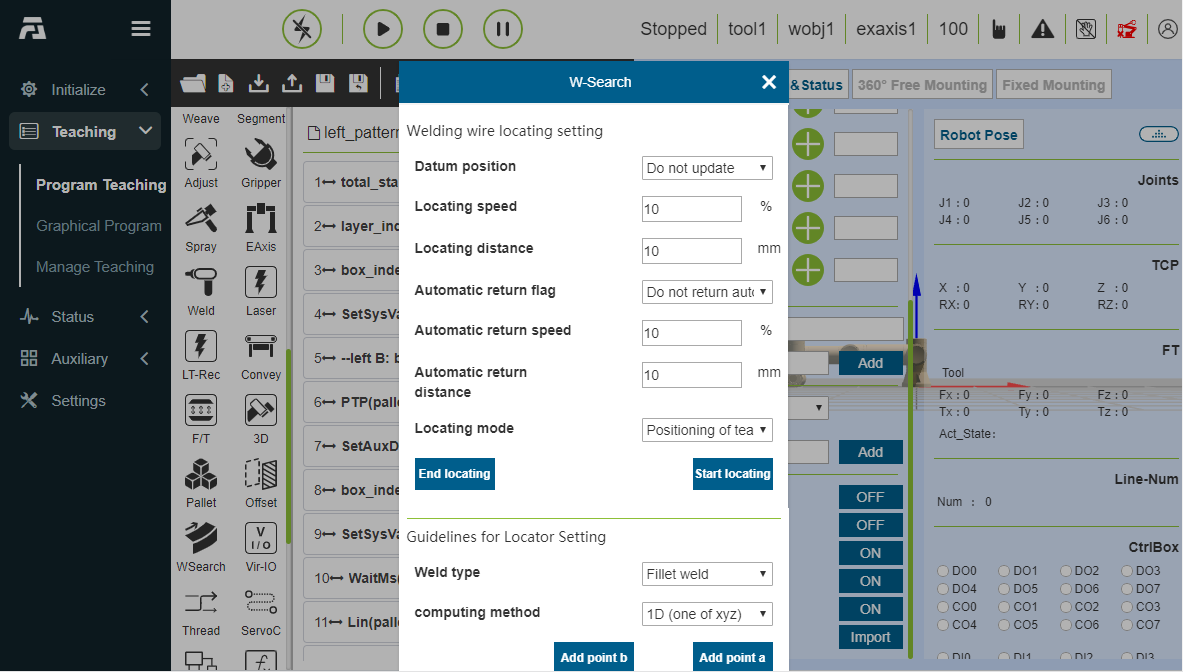 Stopped tool1 wobj1 exaxis1 100
Initialize
Teaching
Program Teaching
Graphical Program
Manage Teaching
Status
Auxiliary
Settings
Weave Segment
Adjust Gripper
Spray EAxis
Weld Laser
LT-Rec Convey
F/T 3D
Pallet Offset
V
I/O
WSearch Vir-IO
Thread ServoC
left_pattern
1 total_sta
2 layer_ind
3 box_inde
4 SetSysVa
5 --left B: b
6 PTP(palle
7 SetAuxD
8 box_inde
9 SetSysVa
10 WaitMs(
11 Lin(palle
W-Search
Welding wire locating setting
Datum position Do not update
Locating speed 10 %
Locating distance 10 mm
Automatic return flag Do not return auto
Automatic return speed 10 %
Automatic return
distance 10 mm
Locating mode Positioning of tea
End locating Start locating
Guidelines for Locator Setting
Weld type Fillet weld
computing method 1D (one of xyz)
Add point b Add point a
& Status 360° Free Mounting Fixed Mounting
Add
Add
OFF
OFF
ON
ON
ON
Import
Robot Pose
Joints
J1 : 0 J2 : 0 J3 : 0
J4 : 0 J5 : 0 J6 : 0
TCP
X : 0 Y : 0 Z : 0
RX: 0 RY: 0 RZ: 0
FT
Tool
Fx : 0 Fy : 0 Fz : 0
Tx : 0 Ty : 0 Tz : 0
Act_State:
Line-Num
Num : 0
CtrlBox
DO0 DO1 DO2 DO3
DO4 DO5 DO6 DO7
CO0 CO1 CO2 CO3
CO4 CO5 CO6 CO7
DI0 DI1 DI2 DI3